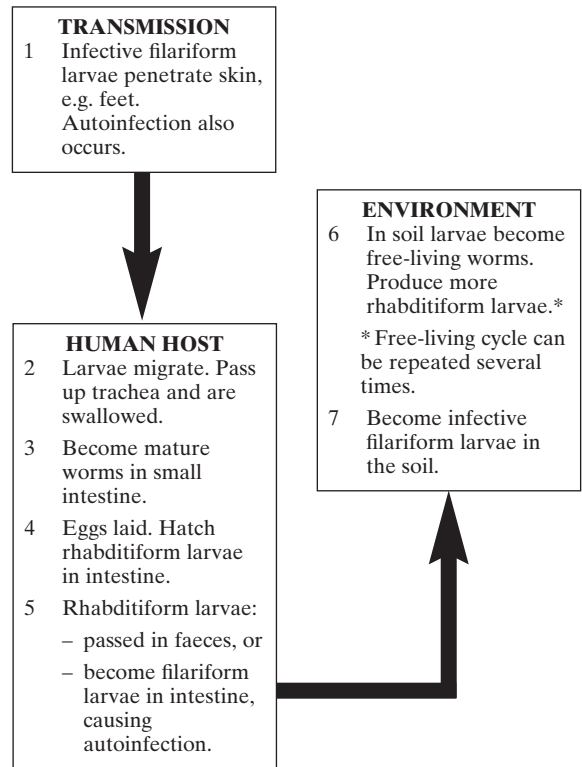 TRANSMISSION
1 Infective filariform
larvae penetrate skin,
e.g. feet.
Autoinfection also
occurs.
HUMAN HOST
2 Larvae migrate. Pass
up trachea and are
swallowed.
3 Become mature
worms in small
intestine.
4 Eggs laid. Hatch
rhabditiform larvae
in intestine.
5 Rhabditiform larvae:
– passed in faeces, or
– become filariform
larvae in intestine,
causing
autoinfection.
ENVIRONMENT
6 In soil larvae become
free-living worms.
Produce more
rhabditiform larvae.*
* Free-living cycle can
be repeated several
times.
7 Become infective
filariform larvae in
the soil.